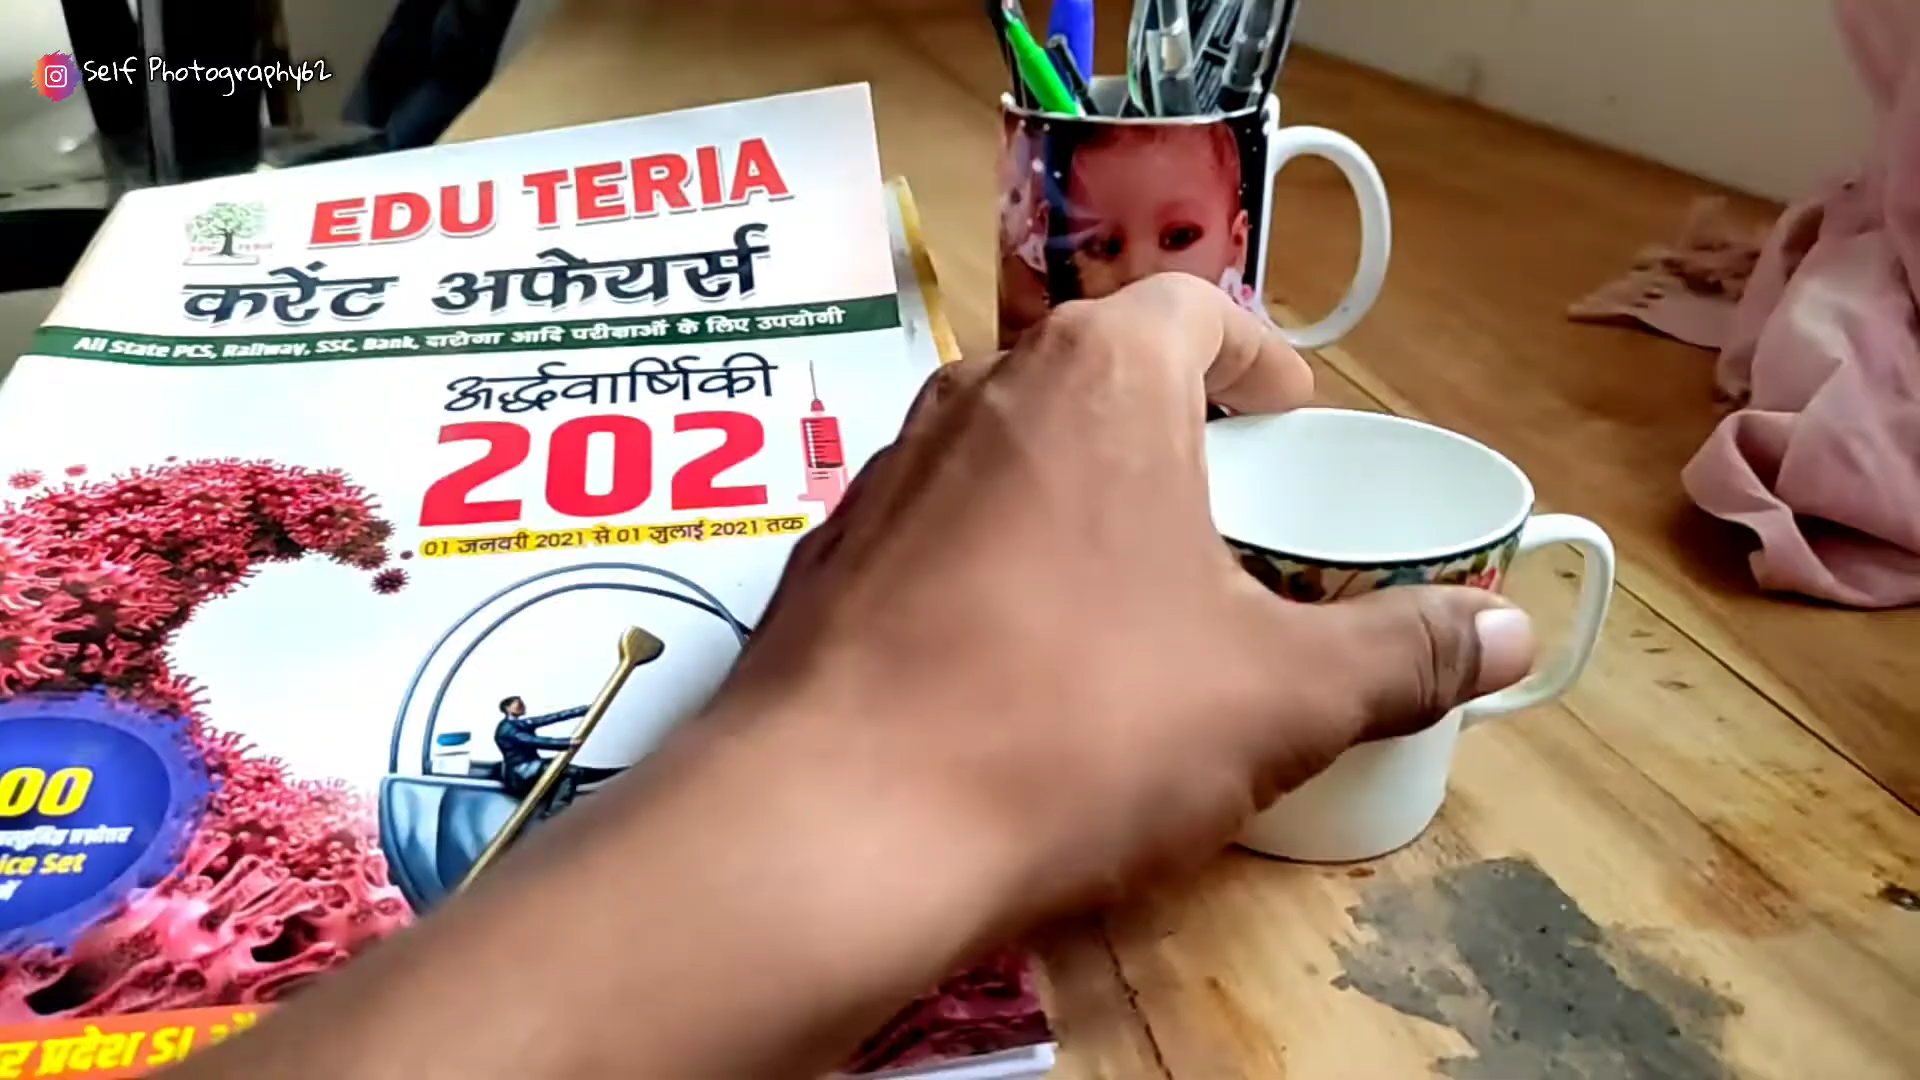 Self Photography62
EDU TERIA
करेंट अफेयर्स
All State PCS, Railway, SSC, Bank, दारोगा आदि परीक्षाओं के लिए उपयोगी
अर्द्धवार्षिकी
202
01 जनवरी 2021 से 01 जुलाई 2021 तक
00
ice Set
प्रदेश SI